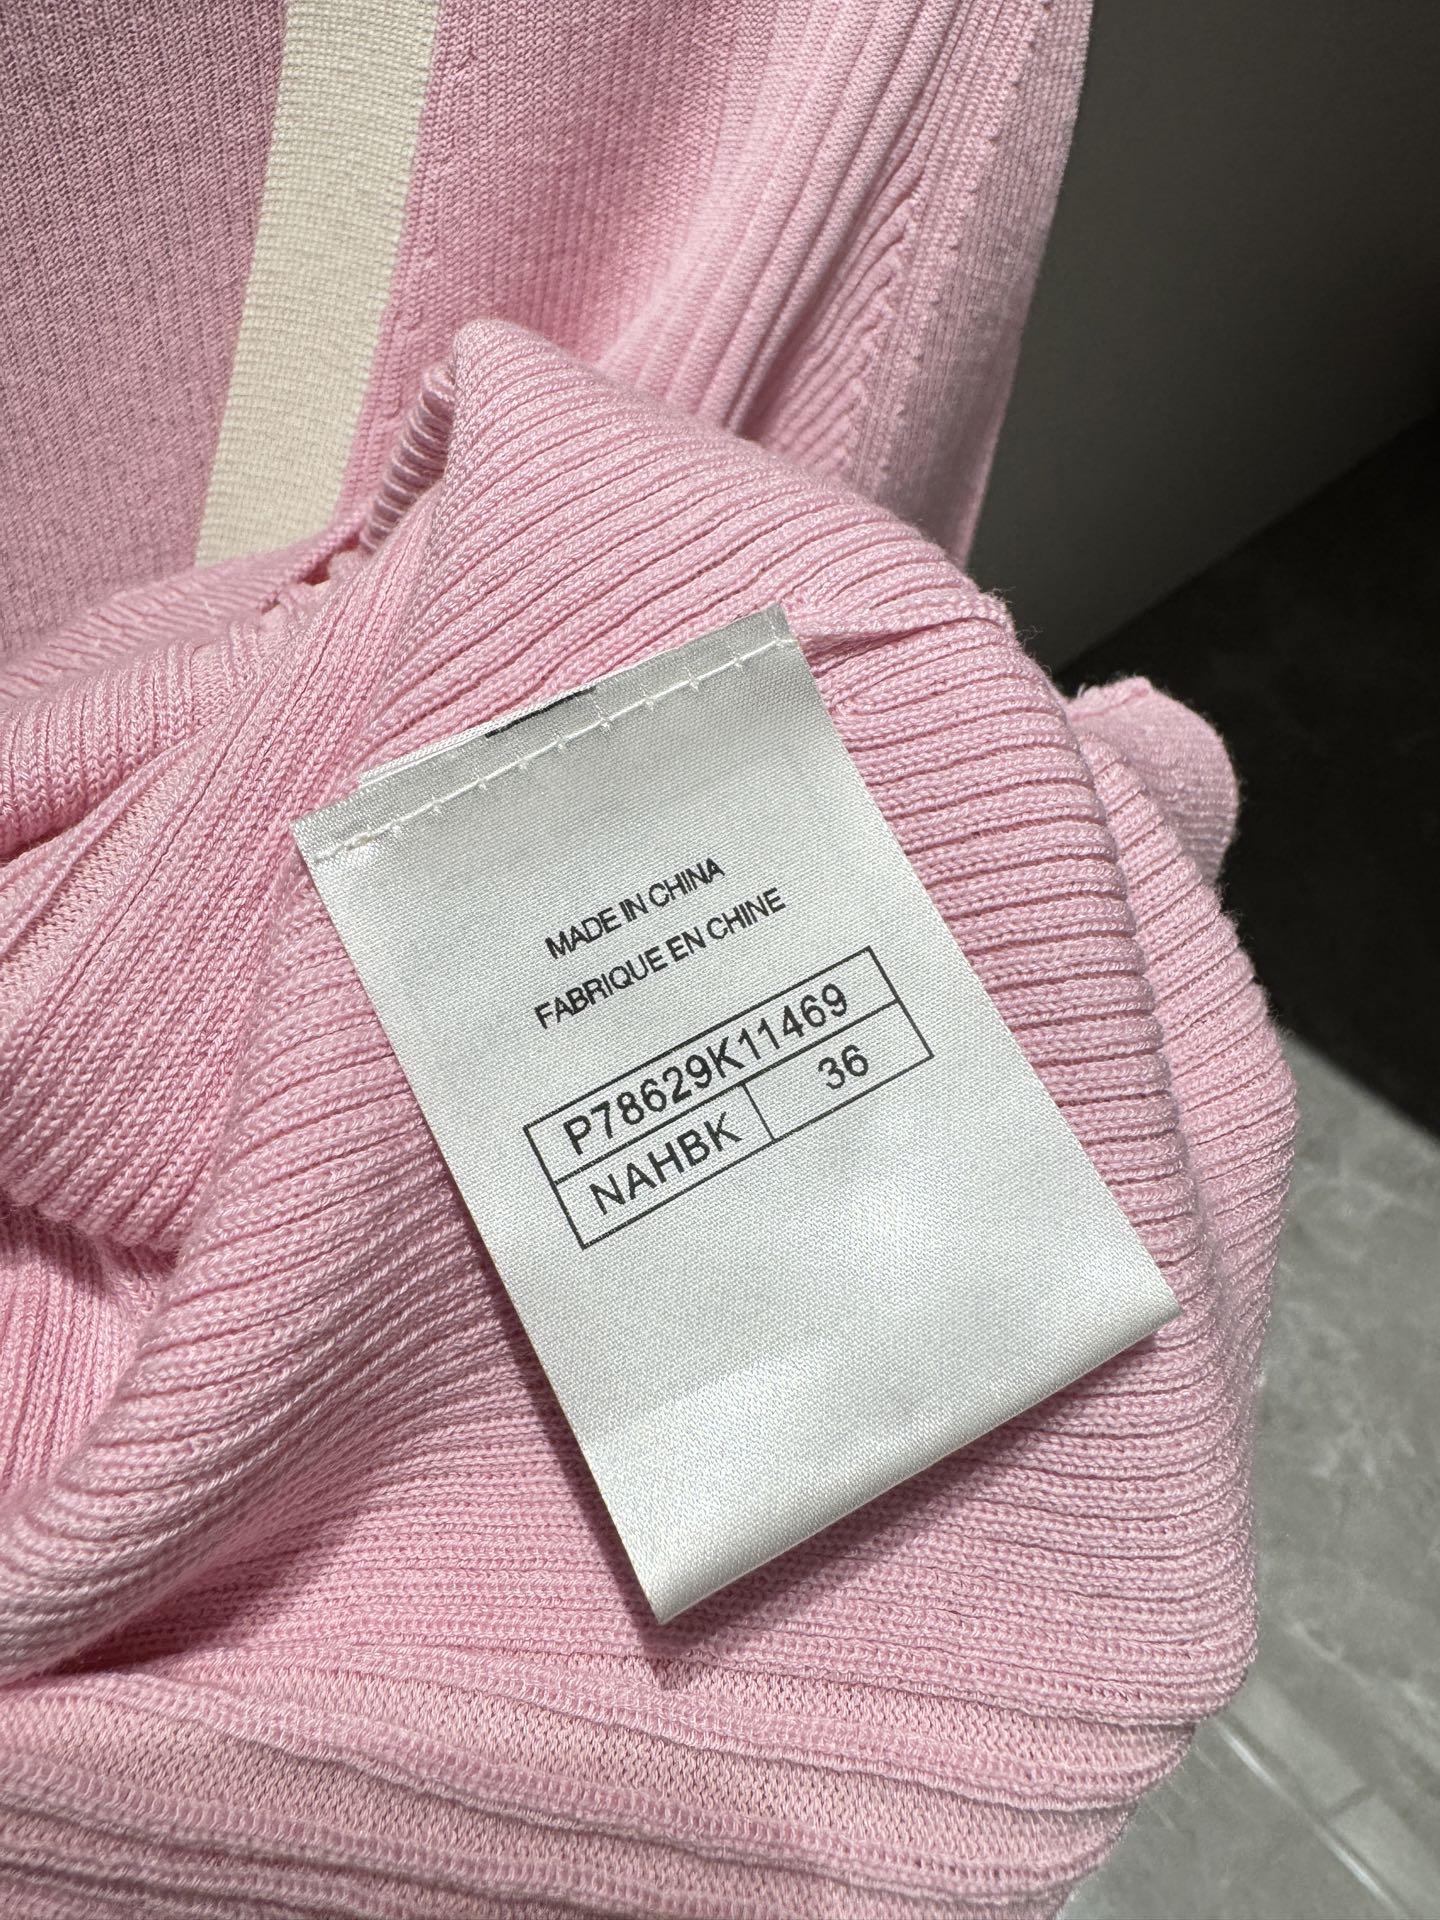 MADE IN CHINA
FABRIQUE EN CHINE
P78629K11469
NAHBK 36